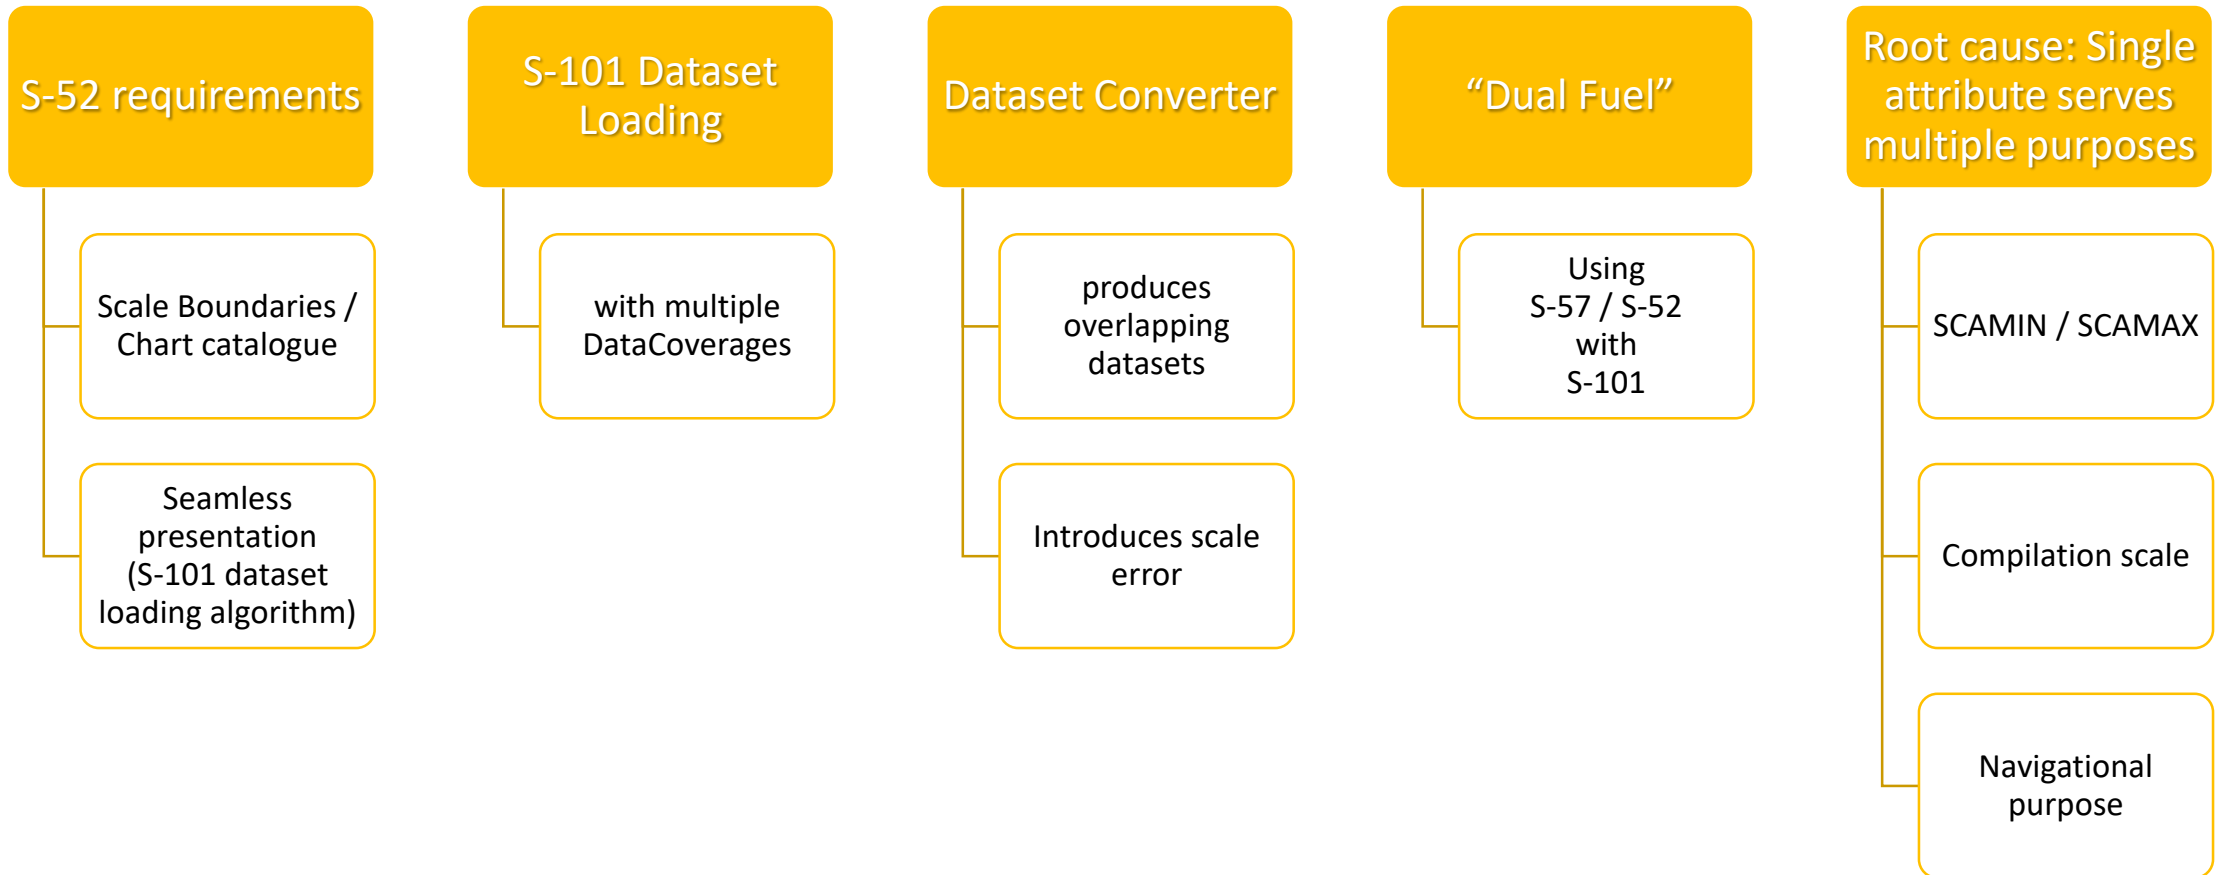 S-52 requirements
Scale Boundaries /
Chart catalogue
Seamless
presentation
(S-101 dataset
loading algorithm)
S-101 Dataset
Loading
with multiple
DataCoverages
Dataset Converter
produces
overlapping
datasets
Introduces scale
error
“Dual Fuel”
Using
S-57 / S-52
with
S-101
Root cause: Single
attribute serves
multiple purposes
SCAMIN / SCAMAX
Compilation scale
Navigational
purpose